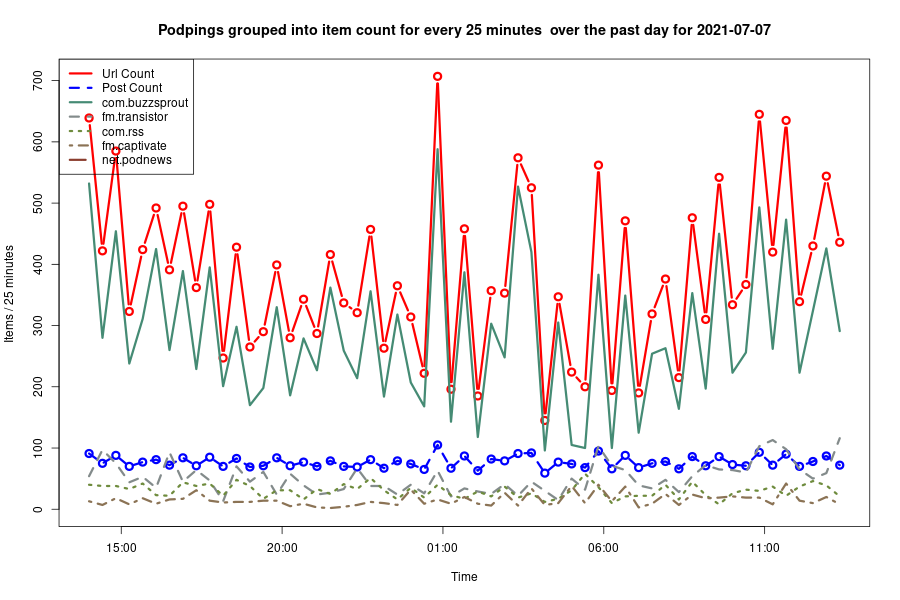 Podpings grouped into item count for every 25 minutes  over the past day for 2021-07-07
Url Count
Post Count
com.buzzsprout
fm.transistor
com.rss
fm.captivate
net.podnews
700
600
500
400
300
200
100
0
Items / 25 minutes
15:00
20:00
01:00
06:00
11:00
Time